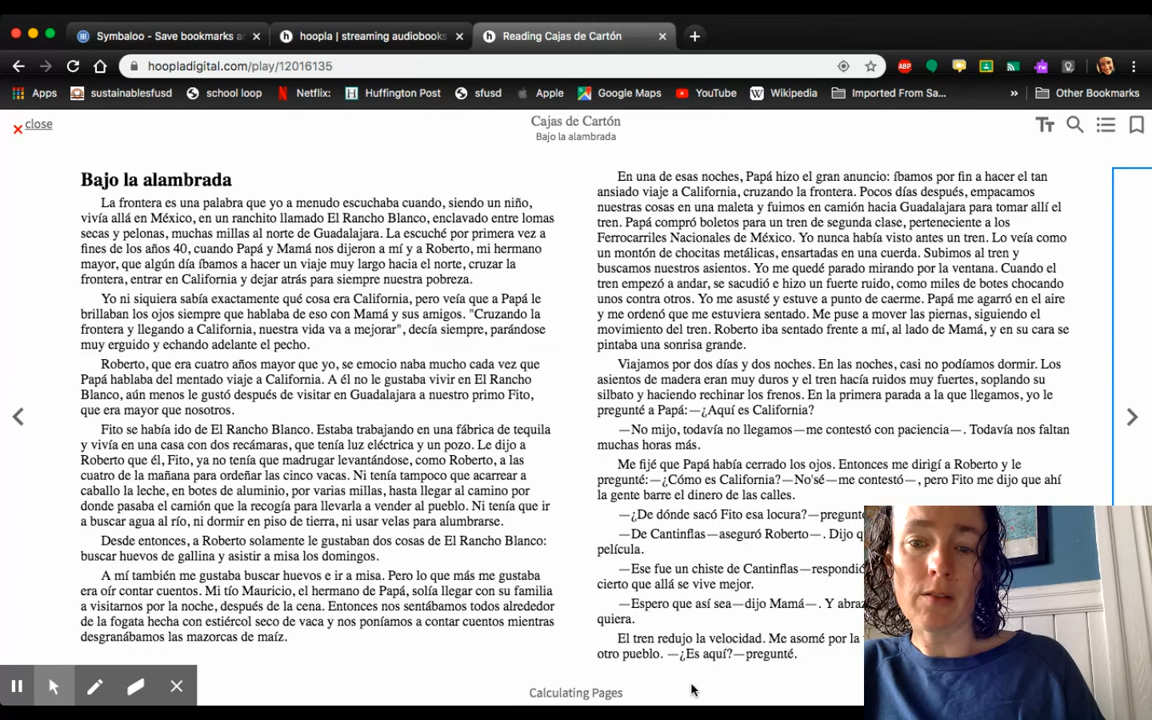 Symbaloo - Save bookmarks a
hoopla | streaming audiobooks
Reading Cajas de Cartón
hoopladigital.com/play/12016135
ABP
rw
Apps
sustainablesfusd
school loop
Netflix:
Huffington Post
sfusd
Apple
Google Maps
YouTube
Wikipedia
Imported From Sa...
»
Other Bookmarks
close
Cajas de Cartón
Bajo la alambrada
Bajo la alambrada
La frontera es una palabra que yo a menudo escuchaba cuando, siendo un niño,
vivía allá en México, en un ranchito llamado El Rancho Blanco, enclavado entre lomas
secas y pelonas, muchas millas al norte de Guadalajara. La escuché por primera vez a
fines de los años 40, cuando Papá y Mamá nos dijeron a mí y a Roberto, mi hermano
mayor, que algún día íbamos a hacer un viaje muy largo hacia el norte, cruzar la
frontera, entrar en California y dejar atrás para siempre nuestra pobreza.
Yo ni siquiera sabía exactamente qué cosa era California, pero veía que a Papá le
brillaban los ojos siempre que hablaba de eso con Mamá y sus amigos. "Cruzando la
frontera y llegando a California, nuestra vida va a mejorar", decía siempre, parándose
muy erguido y echando adelante el pecho.
Roberto, que era cuatro años mayor que yo, se emocio naba mucho cada vez que
Papá hablaba del mentado viaje a California. A él no le gustaba vivir en El Rancho
Blanco, aún menos le gustó después de visitar en Guadalajara a nuestro primo Fito,
que era mayor que nosotros.
Fito se había ido de El Rancho Blanco. Estaba trabajando en una fábrica de tequila
y vivía en una casa con dos recámaras, que tenía luz eléctrica y un pozo. Le dijo a
Roberto que él, Fito, ya no tenía que madrugar levantándose, como Roberto, a las
cuatro de la mañana para ordeñar las cinco vacas. Ni tenía tampoco que acarrear a
caballo la leche, en botes de aluminio, por varias millas, hasta llegar al camino por
donde pasaba el camión que la recogía para llevarla a vender al pueblo. Ni tenía que ir
a buscar agua al río, ni dormir en piso de tierra, ni usar velas para alumbrarse.
Desde entonces, a Roberto solamente le gustaban dos cosas de El Rancho Blanco:
buscar huevos de gallina y asistir a misa los domingos.
A mí también me gustaba buscar huevos e ir a misa. Pero lo que más me gustaba
era oír contar cuentos. Mi tío Mauricio, el hermano de Papá, solía llegar con su familia
a visitarnos por la noche, después de la cena. Entonces nos sentábamos todos alrededor
de la fogata hecha con estiércol seco de vaca y nos poníamos a contar cuentos mientras
desgranábamos las mazorcas de maíz.
En una de esas noches, Papá hizo el gran anuncio: íbamos por fin a hacer el tan
ansiado viaje a California, cruzando la frontera. Pocos días después, empacamos
nuestras cosas en una maleta y fuimos en camión hacia Guadalajara para tomar allí el
tren. Papá compró boletos para un tren de segunda clase, perteneciente a los
Ferrocarriles Nacionales de México. Yo nunca había visto antes un tren. Lo veía como
un montón de chocitas metálicas, ensartadas en una cuerda. Subimos al tren y
buscamos nuestros asientos. Yo me quedé parado mirando por la ventana. Cuando el
tren empezó a andar, se sacudió e hizo un fuerte ruido, como miles de botes chocando
unos contra otros. Yo me asusté y estuve a punto de caerme. Papá me agarró en el aire
y me ordenó que me estuviera sentado. Me puse a mover las piernas, siguiendo el
movimiento del tren. Roberto iba sentado frente a mí, al lado de Mamá, y en su cara se
pintaba una sonrisa grande.
Viajamos por dos días y dos noches. En las noches, casi no podíamos dormir. Los
asientos de madera eran muy duros y el tren hacía ruidos muy fuertes, soplando su
silbato y haciendo rechinar los frenos. En la primera parada a la que llegamos, yo le
pregunté a Papá:—¿Aquí es California?
—No mijo, todavía no llegamos—me contestó con paciencia—. Todavía nos faltan
muchas horas más.
Me fijé que Papá había cerrado los ojos. Entonces me dirigí a Roberto y le
pregunté:—¿Cómo es California?—No'sé—me contestó—, pero Fito me dijo que ahí
la gente barre el dinero de las calles.
—¿De dónde sacó Fito esa locura?—pregunt
—De Cantinflas—aseguró Roberto—. Dijo q
película.
—Ese fue un chiste de Cantinflas—respondi
cierto que allá se vive mejor.
—Espero que así sea—dijo Mamá—. Y abraz
quiera.
El tren redujo la velocidad. Me asomé por la
otro pueblo. —¿Es aquí?—pregunté.
Calculating Pages